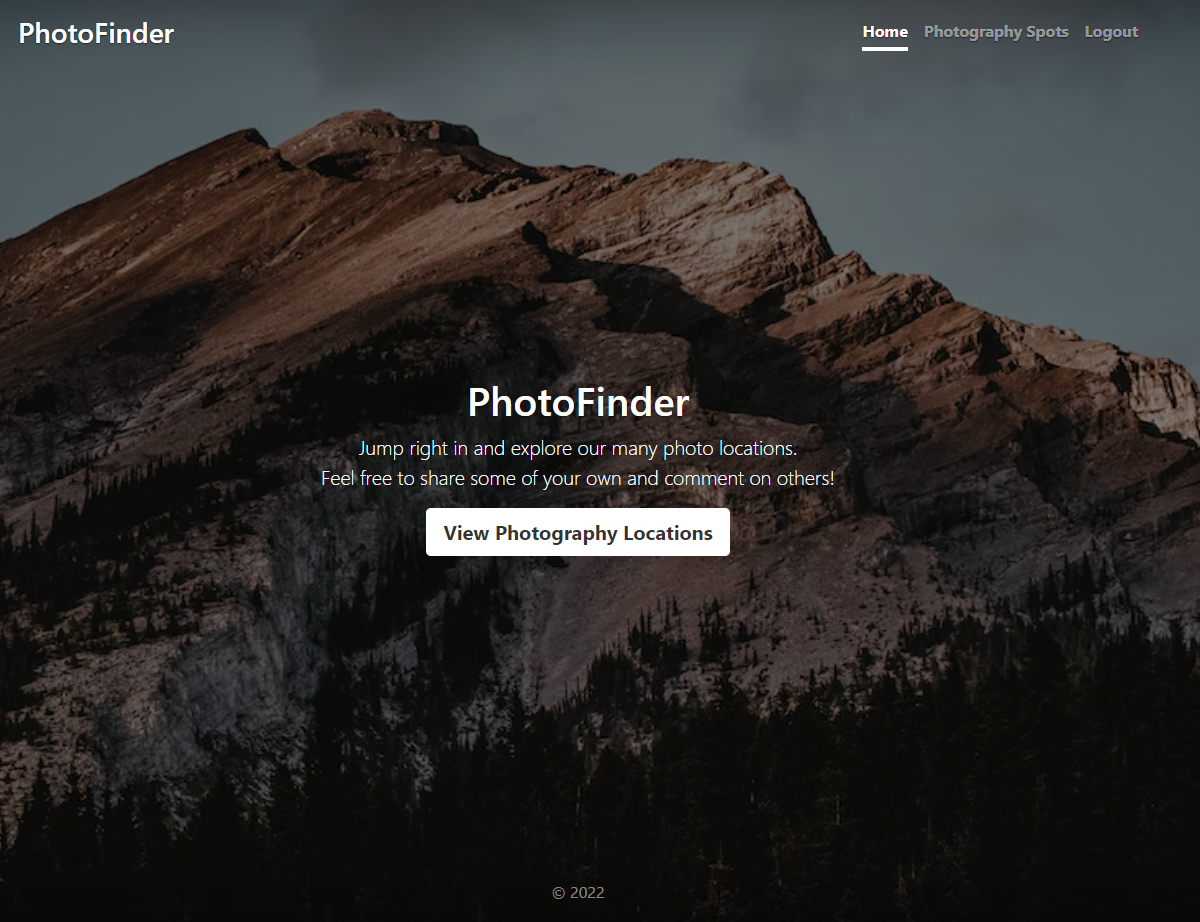 PhotoFinder
Home Photography Spots Logout
PhotoFinder
Jump right in and explore our many photo locations.
Feel free to share some of your own and comment on others!
View Photography Locations
© 2022